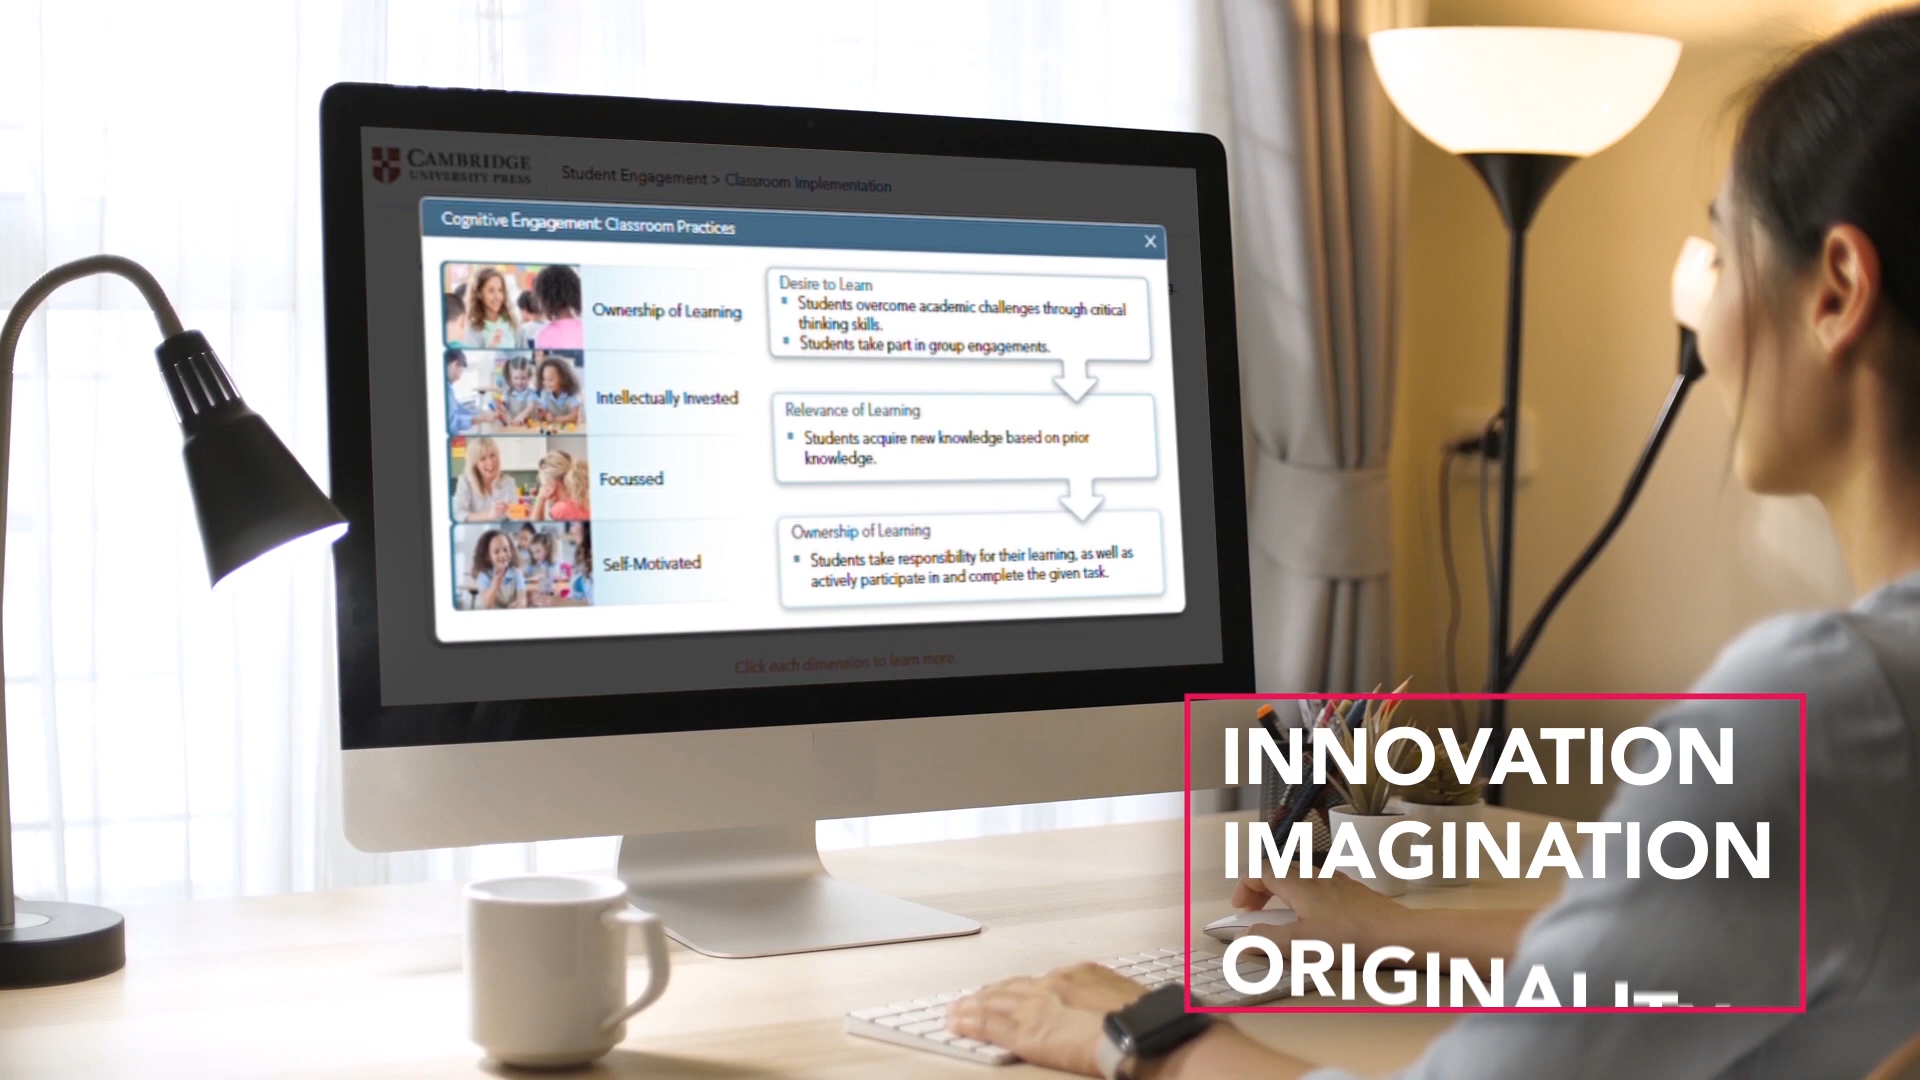 CAMBRIDGE
UNIVERSITY PRESS
Student Engagement > Classroom Implementation
Cognitive Engagement: Classroom Practices
X
Ownership of Learning
Intellectually Invested
Focussed
Self-Motivated
Desire to Learn
Students overcome academic challenges through critical
thinking skills.
Students take part in group engagements.
Relevance of Learning
Students acquire new knowledge based on prior
knowledge.
Ownership of Learning
Students take responsibility for their learning, as well as
actively participate in and complete the given task.
Click each dimension to learn more.
INNOVATION
IMAGINATION
ORIGINALITY